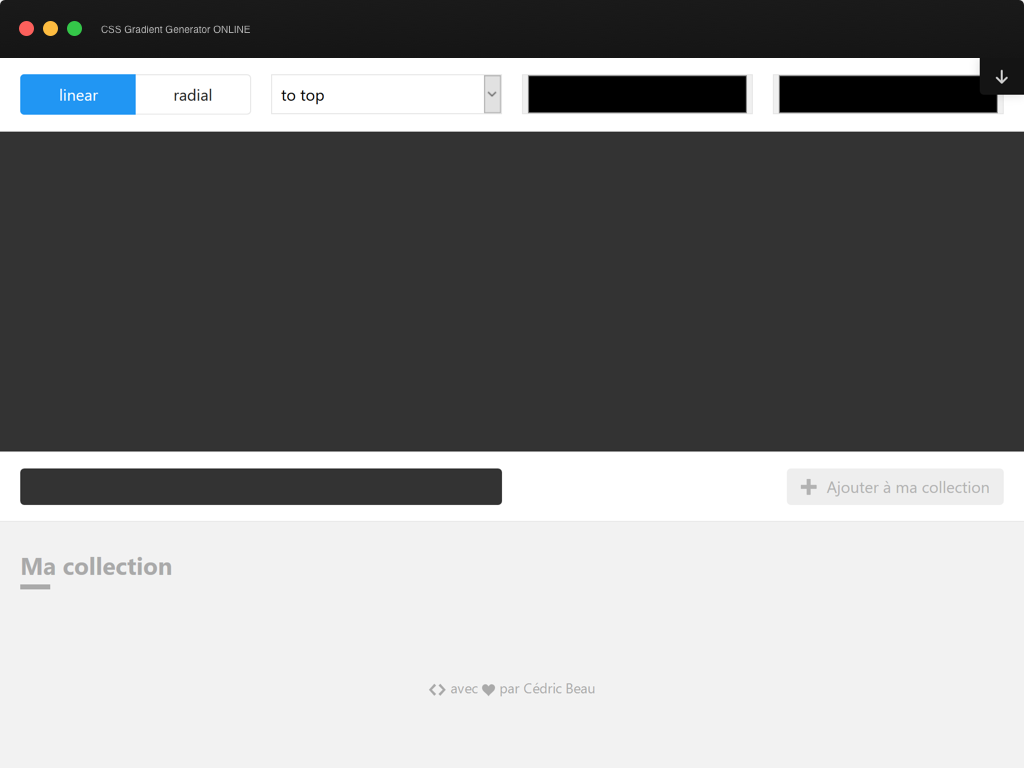 CSS Gradient Generator ONLINE
linear
radial
to top
Ajouter à ma collection
Ma collection
avec par Cédric Beau